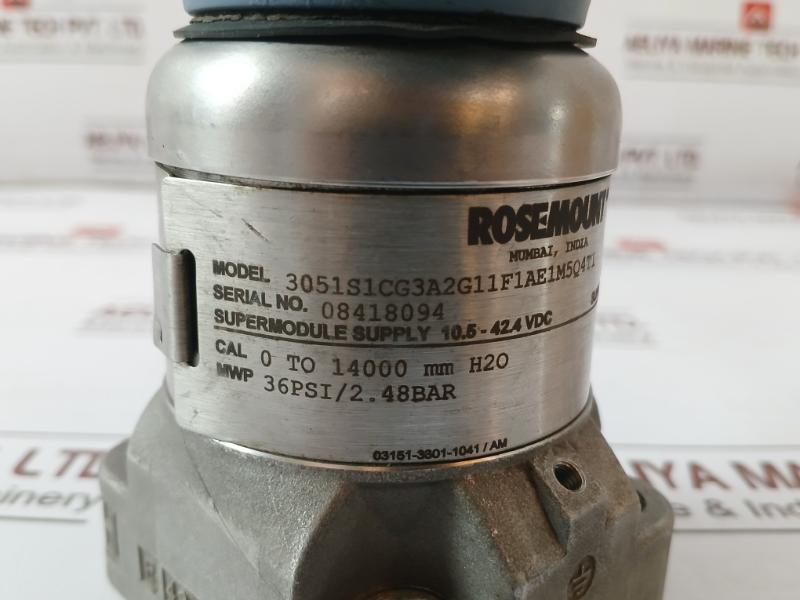 ROSEMOUNT
MUMBAI, INDIA
MODEL 3051S1CG3A2G11F1AE1M5Q4T1
SERIAL NO. 08418094
SUPERMODULE SUPPLY 10.5 - 42.4 VDC
CAL 0 TO 14000 mm H2O
MWP 36PSI/2.48BAR
03151-3801-1041 / AM